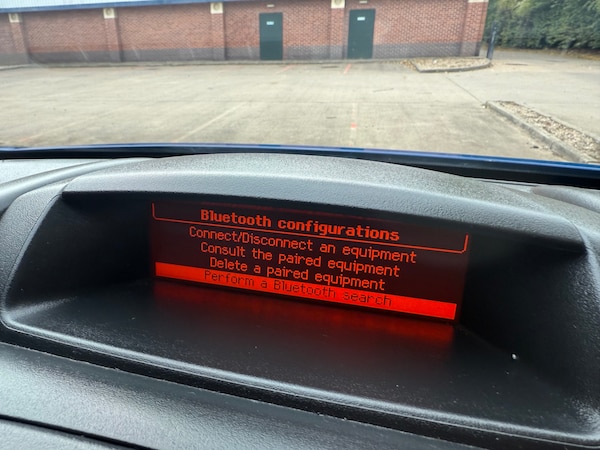 Bluetooth configurations
Connect/Disconnect an equipment
Consult the paired equipment
Delete a paired equipment
Perform a Bluetooth search